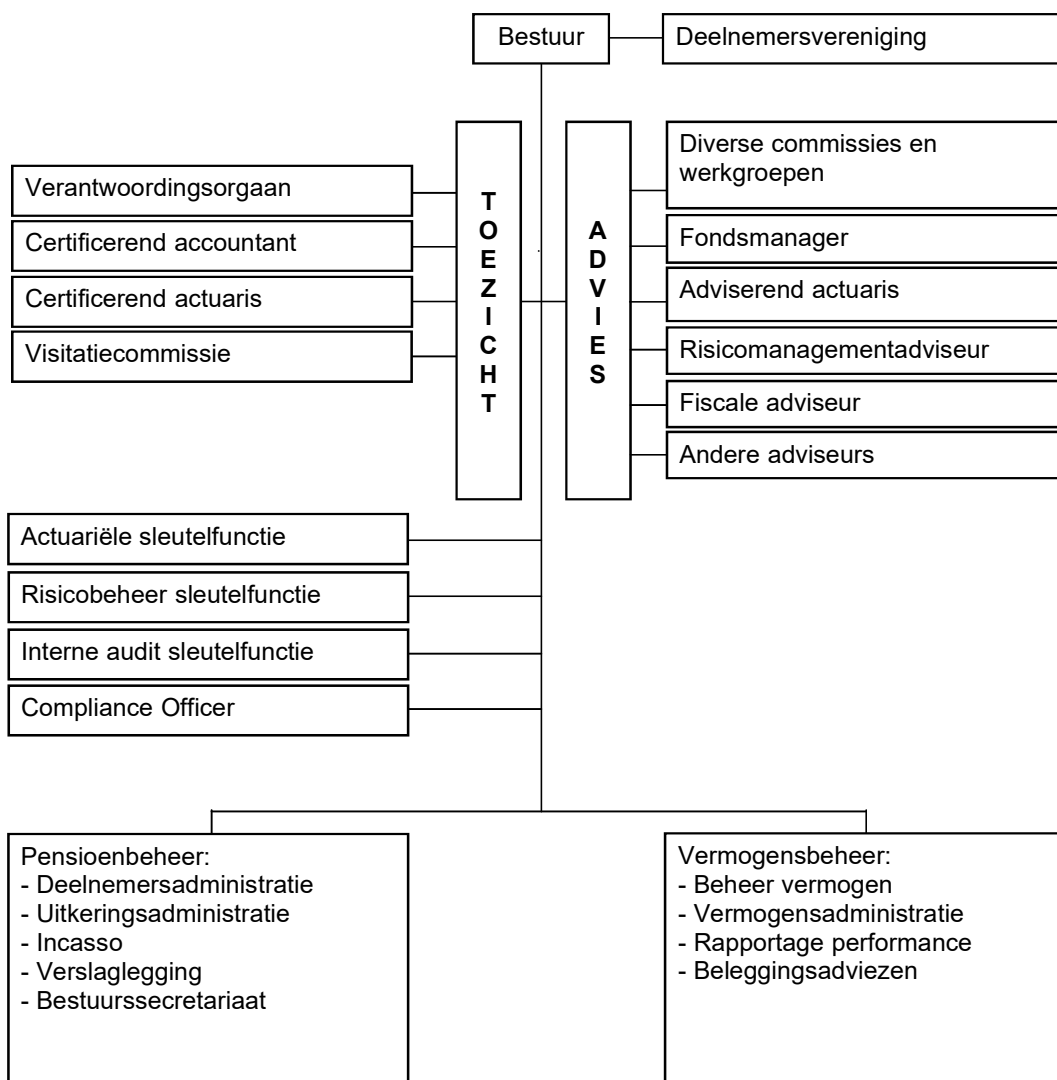 Bestuur
Deelnemersvereniging
Verantwoordingsorgaan
Certificerend accountant
Certificerend actuaris
Visitatiecommissie
TOEZICHT
ADVIES
Diverse commissies en
werkgroepen
Fondsmanager
Adviserend actuaris
Risicomanagementadviseur
Fiscale adviseur
Andere adviseurs
Actuariële sleutelfunctie
Risicobeheer sleutelfunctie
Interne audit sleutelfunctie
Compliance Officer
Pensioenbeheer:
- Deelnemersadministratie
- Uitkeringsadministratie
- Incasso
- Verslaglegging
- Bestuurssecretariaat
Vermogensbeheer:
- Beheer vermogen
- Vermogensadministratie
- Rapportage performance
- Beleggingsadviezen